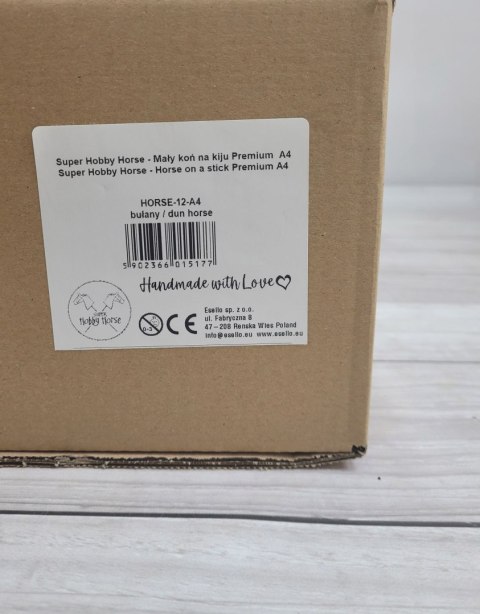 Super Hobby Horse - Mały koń na kiju Premium A4
Super Hobby Horse - Horse on a stick Premium A4
HORSE-12-A4
bułany / dun horse
5 902366 015177
Handmade with Love
SUPER
Hobby Horse
0-3
CE
Esello sp. z o.o.
ul. Fabryczna 8
47-208 Reńska Wieś Poland
info@esello.eu www.esello.eu